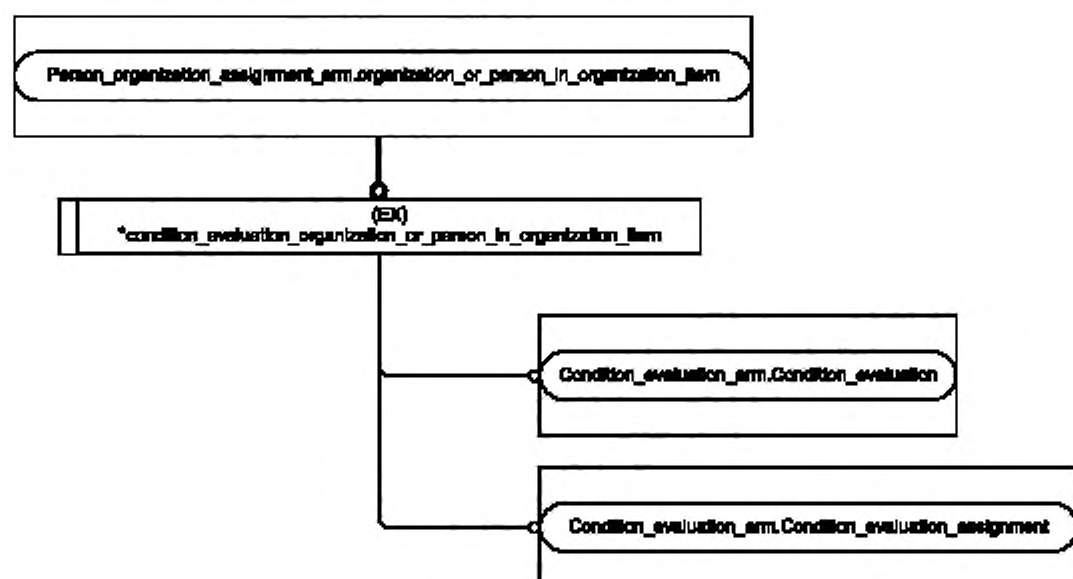 Person_organization_assignment_arm.organization_or_person_in_organization_item
(EX)
*condition_evaluation_organization_or_person_in_organization_item
Condition_evaluation_arm.Condition_evaluation
Condition_evaluation_arm.Condition_evaluation_assignment